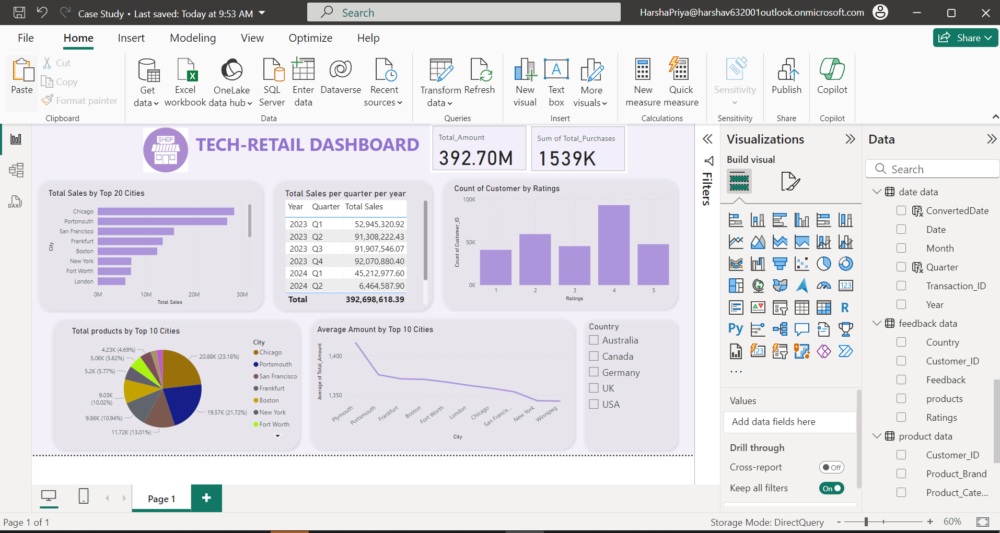 Case Study • Last saved: Today at 9:53 AM
Search
HarshaPriya@harshav632001outlook.onmicrosoft.com
File Home Insert Modeling View Optimize Help
Share
Paste
Cut
Copy
Format painter
Clipboard
Get data
Excel workbook
OneLake data hub
SQL Server
Enter data
Dataverse
Recent sources
Data
Transform data
Refresh
Queries
New visual
Text box
More visuals
Insert
New measure
Quick measure
Calculations
Sensitivity
Sensitivity
Publish
Share
Copilot
Copilot
SHOP
TECH-RETAIL DASHBOARD
Total_Amount
392.70M
Sum of Total_Purchases
1539K
Total Sales by Top 20 Cities
City
Chicago
Portsmouth
San Francisco
Frankfurt
Boston
New York
Fort Worth
London
0M 10M 20M 30M
Total Sales
Total Sales per quarter per year
Year Quarter Total Sales
2023 Q1 52,945,320.92
2023 Q2 91,308,222.43
2023 Q3 91,907,546.07
2023 Q4 92,070,880.40
2024 Q1 45,212,977.60
2024 Q2 6,464,587.90
Total 392,698,618.39
Count of Customer by Ratings
Count of Customer_ID
100K
50K
0K
1 2 3 4 5
Ratings
Total products by Top 10 Cities
4.23K (4.69%)
5.06K (5.62%)
5.2K (5.77%)
9.03K (10.02%)
9.86K (10.94%)
11.72K (13.01%)
20.88K (23.18%)
19.57K (21.72%)
City
Chicago
Portsmouth
San Francisco
Frankfurt
Boston
New York
Fort Worth
Average Amount by Top 10 Cities
Average of Total_Amount
1,400
1,350
Plymouth Portsmouth Frankfurt Boston Fort Worth London Chicago San Francis... New York Winnipeg
City
Country
Australia
Canada
Germany
UK
USA
Filters
Visualizations
Build visual
123
R
Py
123
Values
Add data fields here
Drill through
Cross-report
Off
Keep all filters
On
Data
Search
date data
ConvertedDate
Date
Month
Quarter
Transaction_ID
Year
feedback data
Country
Customer_ID
Feedback
products
Ratings
product data
Customer_ID
Product_Brand
Product_Cate...
Page 1
Page 1 of 1
Storage Mode: DirectQuery
- + 60%